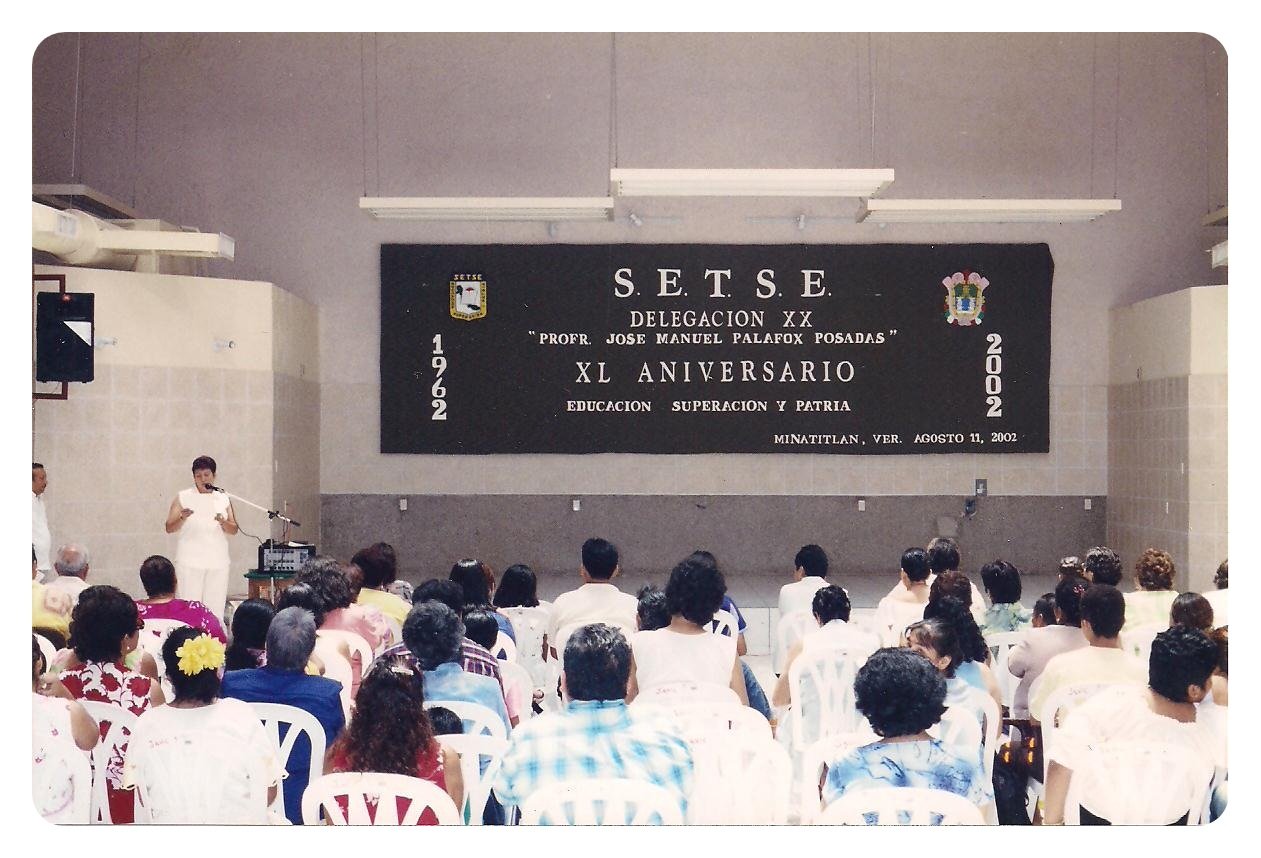 SETSE
S. E. T. S. E.
DELEGACION XX
"PROFR. JOSE MANUEL PALAFOX POSADAS"
1962
XL ANIVERSARIO
2002
EDUCACION SUPERACION Y PATRIA
MINATITLAN, VER. AGOSTO 11, 2002